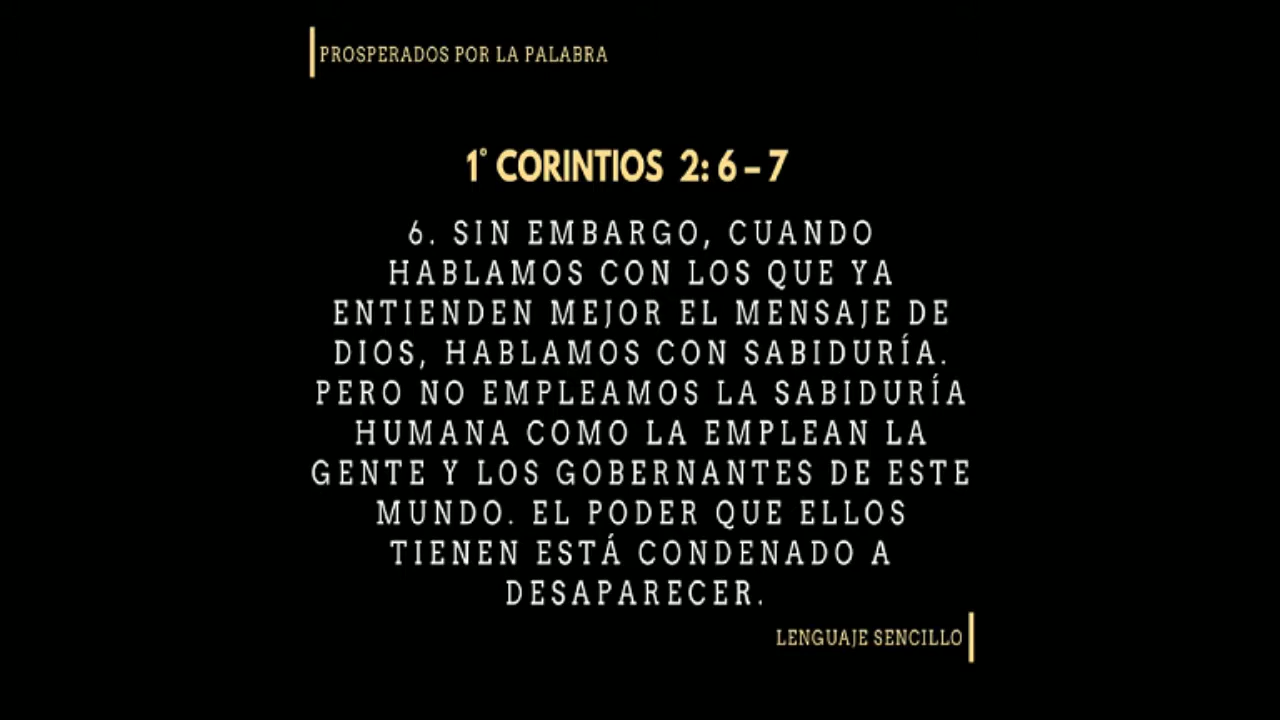 PROSPERADOS POR LA PALABRA
1° CORINTIOS 2: 6 – 7
6. SIN EMBARGO, CUANDO
HABLAMOS CON LOS QUE YA
ENTIENDEN MEJOR EL MENSAJE DE
DIOS, HABLAMOS CON SABIDURÍA.
PERO NO EMPLEAMOS LA SABIDURÍA
HUMANA COMO LA EMPLEAN LA
GENTE Y LOS GOBERNANTES DE ESTE
MUNDO. EL PODER QUE ELLOS
TIENEN ESTÁ CONDENADO A
DESAPARECER.
LENGUAJE SENCILLO